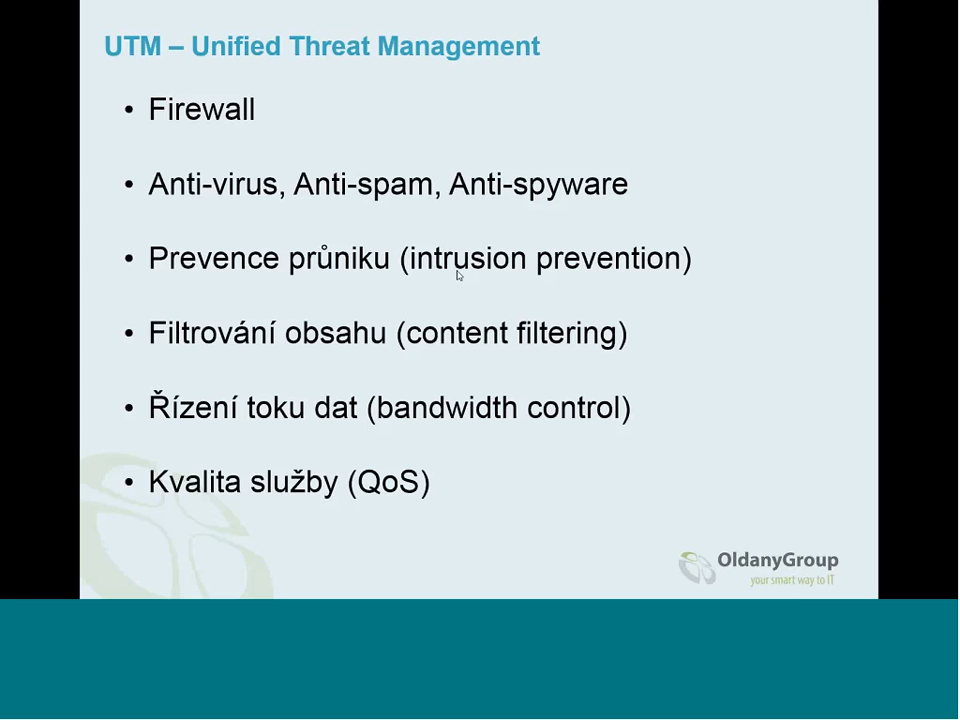 UTM – Unified Threat Management
• Firewall
• Anti-virus, Anti-spam, Anti-spyware
• Prevence průniku (intrusion prevention)
• Filtrování obsahu (content filtering)
• Řízení toku dat (bandwidth control)
• Kvalita služby (QoS)
OldanyGroup
your smart way to IT